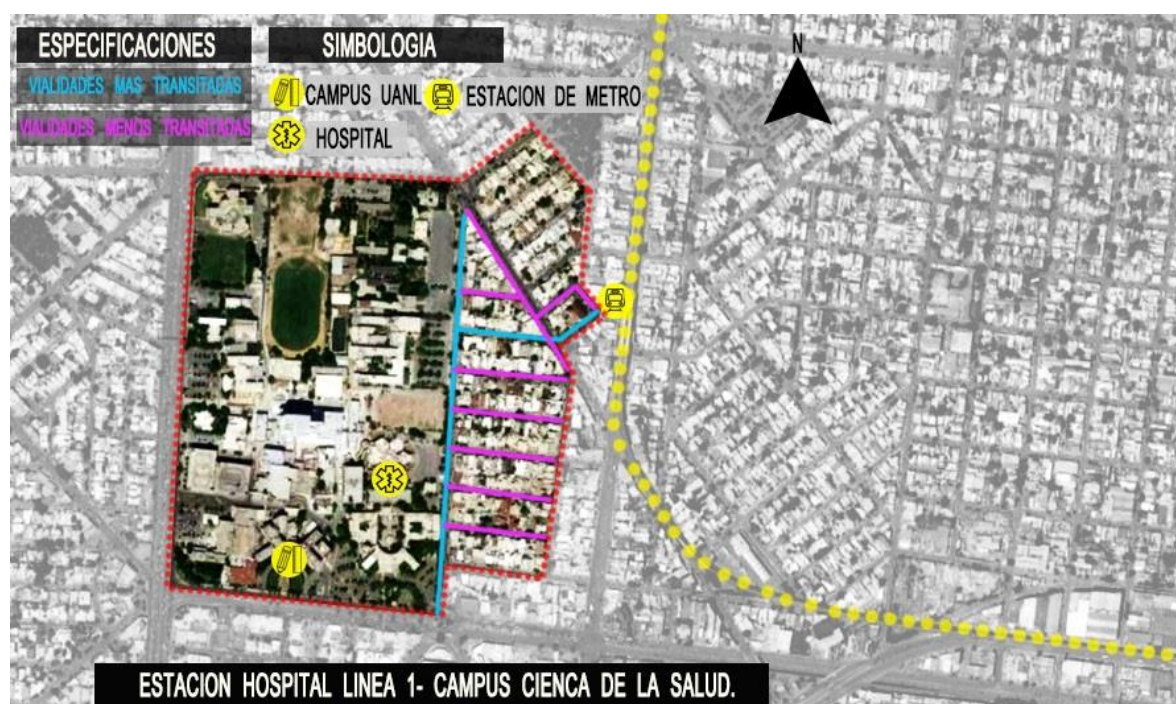 ESPECIFICACIONES
VIALIDADES MAS TRANSITADAS
VIALIDADES MENOS TRANSITADAS
SIMBOLOGIA
CAMPUS UANL
ESTACION DE METRO
HOSPITAL
N
ESTACION HOSPITAL LINEA 1- CAMPUS CIENCA DE LA SALUD.